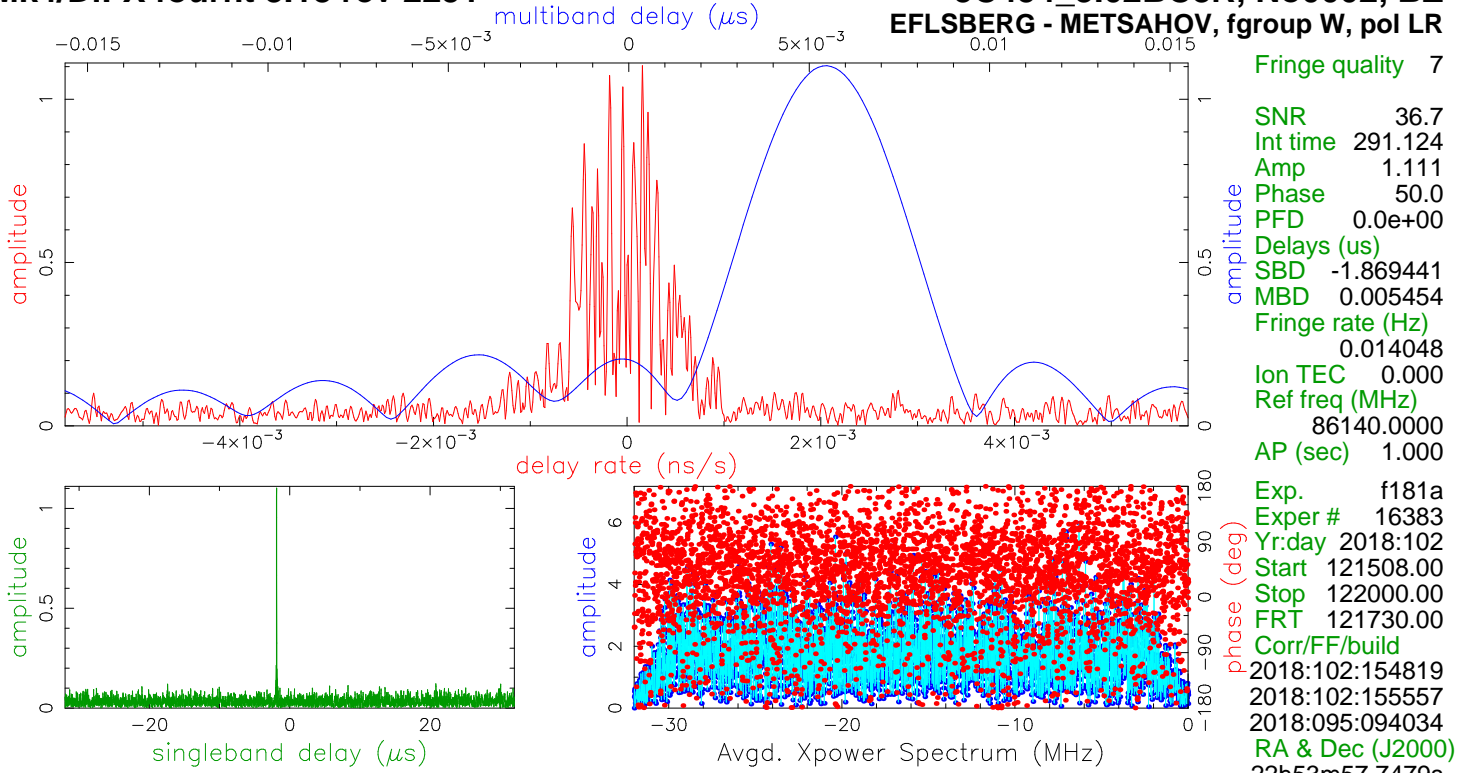 multiband delay (μs)
EFLSBERG - METSAHOV, fgroup W, pol LR
−0.015 −0.01 −5×10⁻³ 0 5×10⁻³ 0.01 0.015
amplitude
0 0.5 1
amplitude
0 0.5 1
−4×10⁻³ −2×10⁻³ 0 2×10⁻³ 4×10⁻³
delay rate (ns/s)
Fringe quality 7
SNR 36.7
Int time 291.124
Amp 1.111
Phase 50.0
PFD 0.0e+00
Delays (us)
SBD -1.869441
MBD 0.005454
Fringe rate (Hz)
0.014048
Ion TEC 0.000
Ref freq (MHz)
86140.0000
AP (sec) 1.000
Exp. f181a
Exper # 16383
Yr:day 2018:102
Start 121508.00
Stop 122000.00
FRT 121730.00
Corr/FF/build
2018:102:154819
2018:102:155557
2018:095:094034
RA & Dec (J2000)
amplitude
0 0.5 1
−20 0 20
singleband delay (μs)
amplitude
0 2 4 6
−30 −20 −10 0
Avgd. Xpower Spectrum (MHz)
−180 −90 0 90 180
phase (deg)